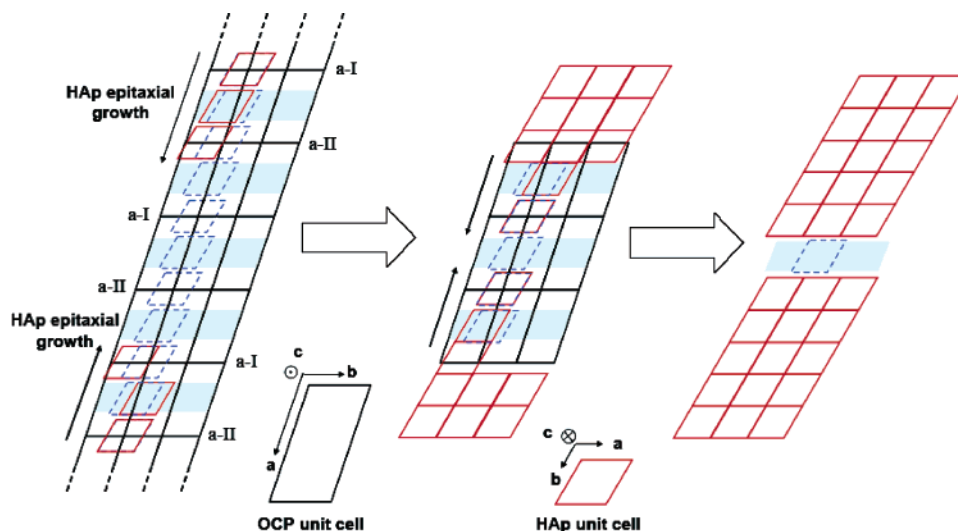 a-I
HAp epitaxial
growth
a-II
a-I
a-II
HAp epitaxial
growth
a-I
a-II
c
b
a
OCP unit cell
c
a
b
HAp unit cell